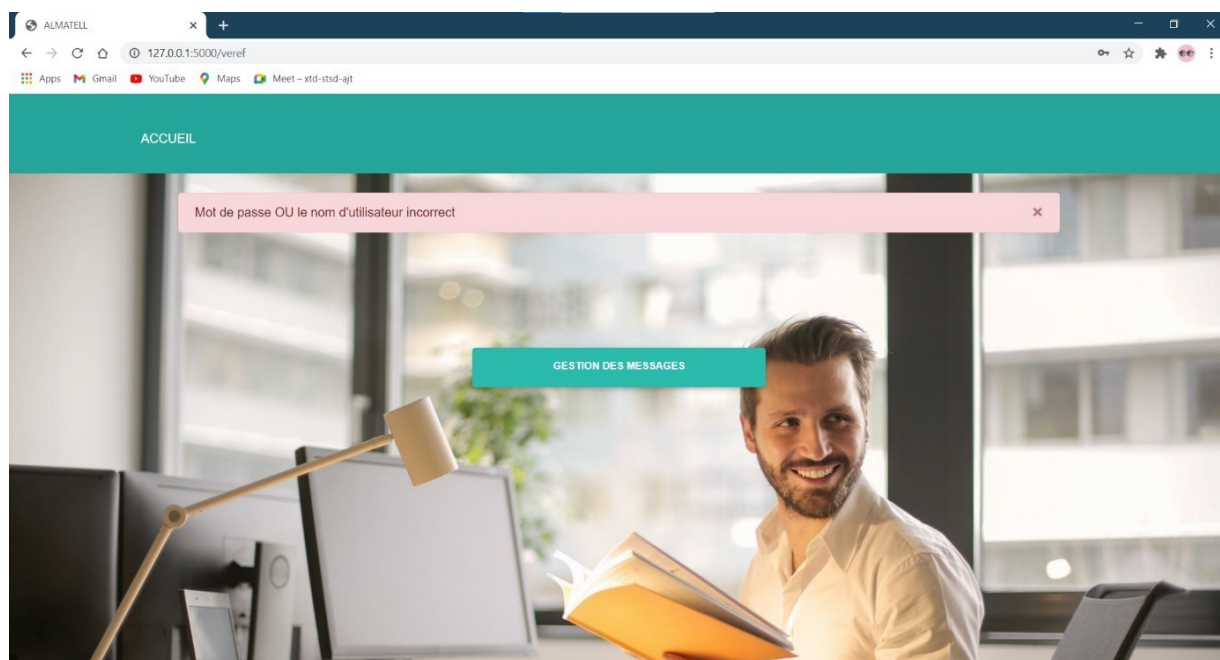 ALMATELL
127.0.0.1:5000/veref
Apps Gmail YouTube Maps Meet – xtd-stsd-ajt
ACCUEIL
Mot de passe OU le nom d'utilisateur incorrect
GESTION DES MESSAGES